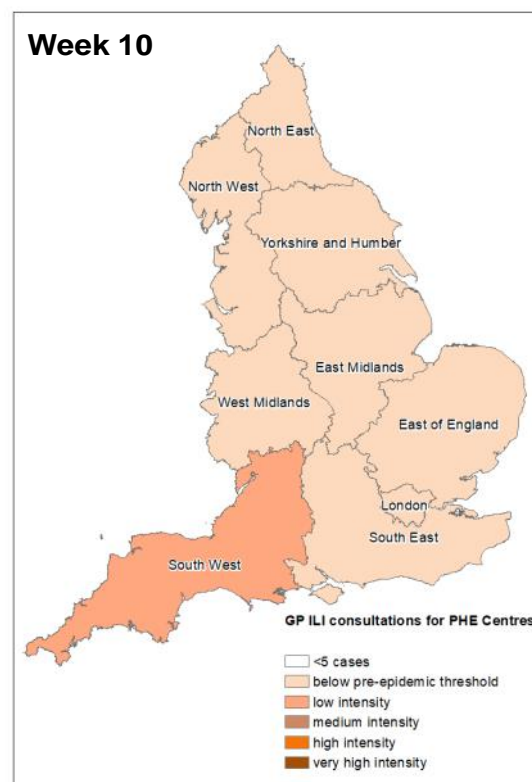 Week 10
North East
North West
Yorkshire and Humber
East Midlands
West Midlands
East of England
London
South East
South West
GP ILI consultations for PHE Centres
<5 cases
below pre-epidemic threshold
low intensity
medium intensity
high intensity
very high intensity